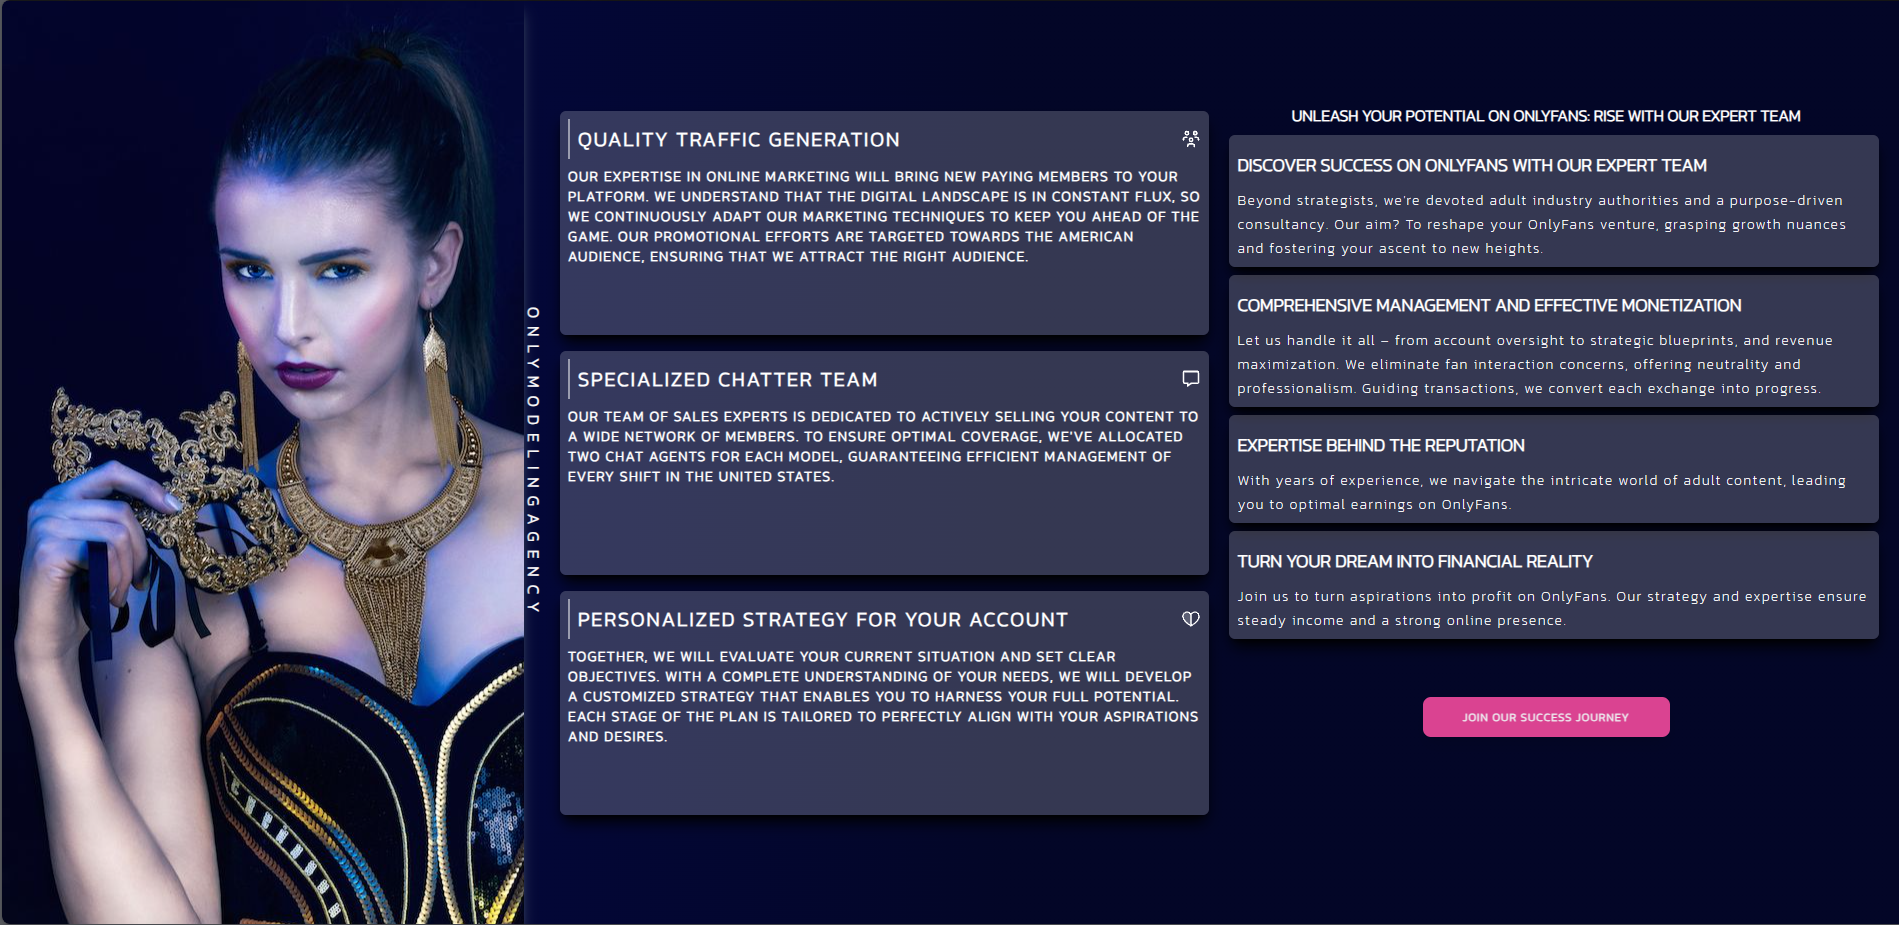 ONLYMODELINGAGENCY
QUALITY TRAFFIC GENERATION
OUR EXPERTISE IN ONLINE MARKETING WILL BRING NEW PAYING MEMBERS TO YOUR
PLATFORM. WE UNDERSTAND THAT THE DIGITAL LANDSCAPE IS IN CONSTANT FLUX, SO
WE CONTINUOUSLY ADAPT OUR MARKETING TECHNIQUES TO KEEP YOU AHEAD OF THE
GAME. OUR PROMOTIONAL EFFORTS ARE TARGETED TOWARDS THE AMERICAN
AUDIENCE, ENSURING THAT WE ATTRACT THE RIGHT AUDIENCE.
SPECIALIZED CHATTER TEAM
OUR TEAM OF SALES EXPERTS IS DEDICATED TO ACTIVELY SELLING YOUR CONTENT TO
A WIDE NETWORK OF MEMBERS. TO ENSURE OPTIMAL COVERAGE, WE'VE ALLOCATED
TWO CHAT AGENTS FOR EACH MODEL, GUARANTEEING EFFICIENT MANAGEMENT OF
EVERY SHIFT IN THE UNITED STATES.
PERSONALIZED STRATEGY FOR YOUR ACCOUNT
TOGETHER, WE WILL EVALUATE YOUR CURRENT SITUATION AND SET CLEAR
OBJECTIVES. WITH A COMPLETE UNDERSTANDING OF YOUR NEEDS, WE WILL DEVELOP
A CUSTOMIZED STRATEGY THAT ENABLES YOU TO HARNESS YOUR FULL POTENTIAL.
EACH STAGE OF THE PLAN IS TAILORED TO PERFECTLY ALIGN WITH YOUR ASPIRATIONS
AND DESIRES.
UNLEASH YOUR POTENTIAL ON ONLYFANS: RISE WITH OUR EXPERT TEAM
DISCOVER SUCCESS ON ONLYFANS WITH OUR EXPERT TEAM
Beyond strategists, we're devoted adult industry authorities and a purpose-driven
consultancy. Our aim? To reshape your OnlyFans venture, grasping growth nuances
and fostering your ascent to new heights.
COMPREHENSIVE MANAGEMENT AND EFFECTIVE MONETIZATION
Let us handle it all – from account oversight to strategic blueprints, and revenue
maximization. We eliminate fan interaction concerns, offering neutrality and
professionalism. Guiding transactions, we convert each exchange into progress.
EXPERTISE BEHIND THE REPUTATION
With years of experience, we navigate the intricate world of adult content, leading
you to optimal earnings on OnlyFans.
TURN YOUR DREAM INTO FINANCIAL REALITY
Join us to turn aspirations into profit on OnlyFans. Our strategy and expertise ensure
steady income and a strong online presence.
JOIN OUR SUCCESS JOURNEY